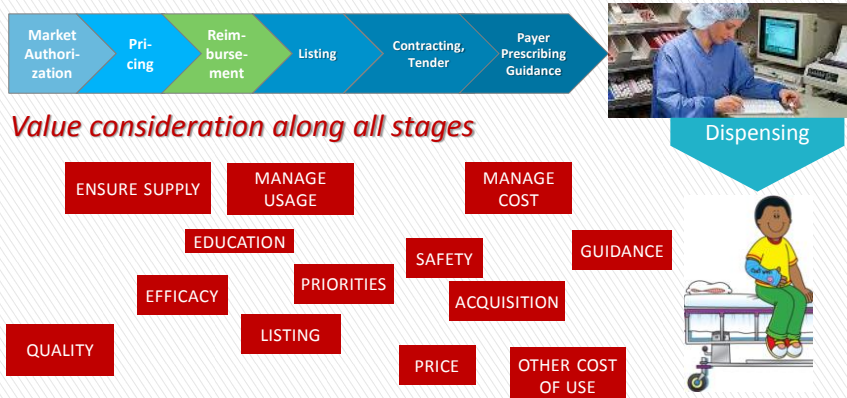 Market
Authori-
zation
Pri-
cing
Reim-
burse-
ment
Listing
Contracting,
Tender
Payer
Prescribing
Guidance
Dispensing
Value consideration along all stages
ENSURE SUPPLY
MANAGE
USAGE
MANAGE
COST
EDUCATION
SAFETY
GUIDANCE
EFFICACY
PRIORITIES
ACQUISITION
QUALITY
LISTING
PRICE
OTHER COST
OF USE